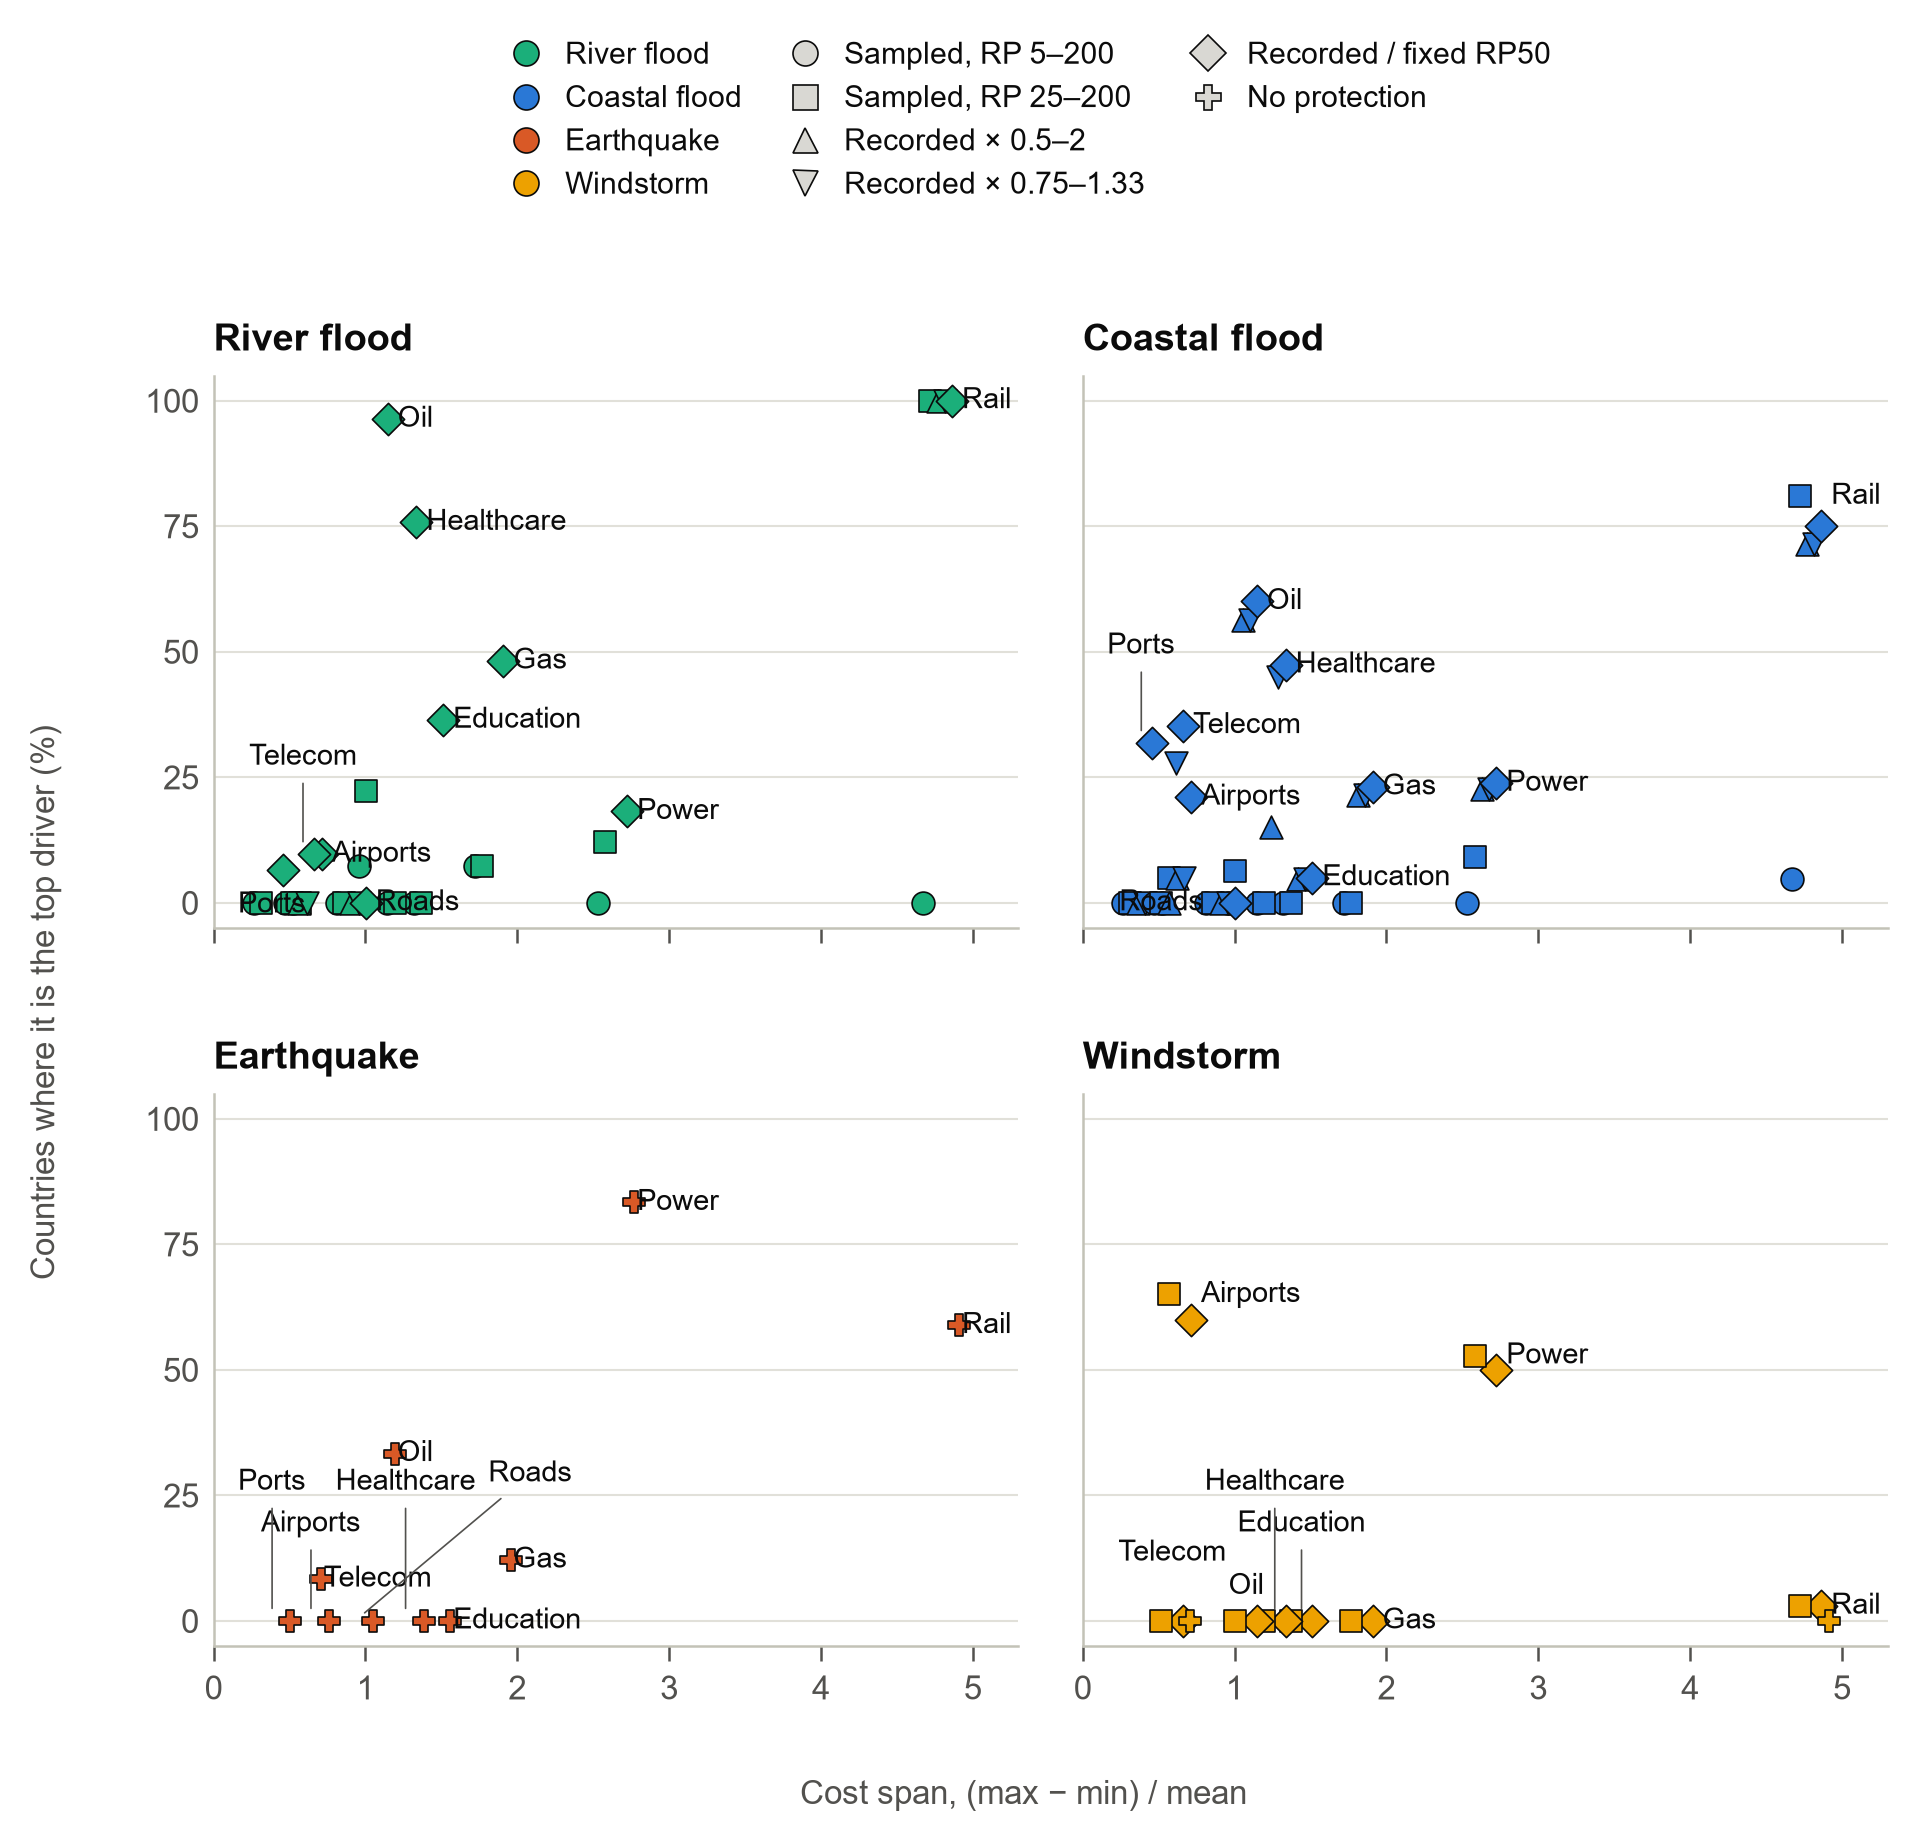 River flood
Coastal flood
Earthquake
Windstorm
Sampled, RP 5–200
Sampled, RP 25–200
Recorded × 0.5–2
Recorded × 0.75–1.33
Recorded / fixed RP50
No protection
Countries where it is the top driver (%)
River flood
100
75
50
25
0
Oil
Rail
Healthcare
Gas
Education
Telecom
Power
Airports
Ports
Roads
Coastal flood
Rail
Oil
Ports
Healthcare
Telecom
Airports
Gas
Power
Education
Roads
Earthquake
100
75
50
25
0
Power
Rail
Oil
Ports
Healthcare
Roads
Airports
Gas
Telecom
Education
0
1
2
3
4
5
Windstorm
Airports
Power
Healthcare
Education
Telecom
Oil
Gas
Rail
0
1
2
3
4
5
Cost span, (max − min) / mean